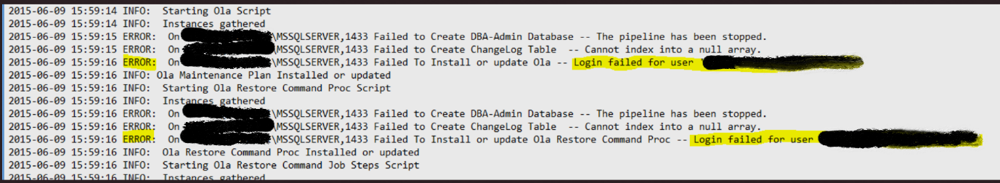 2015-06-09 15:59:14 INFO:  Starting Ola Script
2015-06-09 15:59:14 INFO:  Instances gathered
2015-06-09 15:59:15 ERROR:  On \MSSQLSERVER,1433 Failed to Create DBA-Admin Database -- The pipeline has been stopped.
2015-06-09 15:59:15 ERROR:  On \MSSQLSERVER,1433 Failed to Create ChangeLog Table  -- Cannot index into a null array.
2015-06-09 15:59:16 ERROR:  On \MSSQLSERVER,1433 Failed To Install or update Ola -- Login failed for user
2015-06-09 15:59:16 INFO: Ola Maintenance Plan Installed or updated
2015-06-09 15:59:16 INFO:  Starting Ola Restore Command Proc Script
2015-06-09 15:59:16 INFO:  Instances gathered
2015-06-09 15:59:16 ERROR:  On \MSSQLSERVER,1433 Failed to Create DBA-Admin Database -- The pipeline has been stopped.
2015-06-09 15:59:16 ERROR:  On \MSSQLSERVER,1433 Failed to Create ChangeLog Table  -- Cannot index into a null array.
2015-06-09 15:59:16 ERROR:  On \MSSQLSERVER,1433 Failed To Install or update Ola Restore Command Proc -- Login failed for user
2015-06-09 15:59:16 INFO:  Ola Restore Command Proc Installed or updated
2015-06-09 15:59:16 INFO:  Starting Ola Restore Command Job Steps Script
2015-06-09 15:59:16 INFO:  Instances gathered